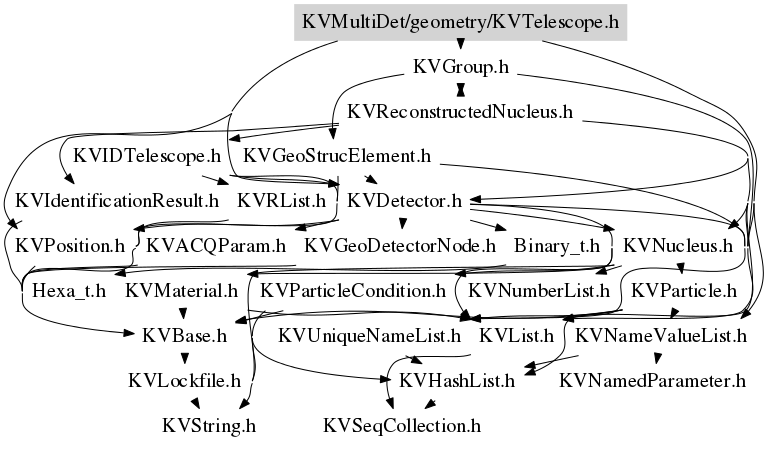 KVMultiDet/geometry/KVTelescope.h
KVGroup.h
KVReconstructedNucleus.h
KVIDTelescope.h
KVGeoStrucElement.h
KVIdentificationResult.h
KVRList.h
KVDetector.h
KVPosition.h
KVACQParam.h
KVGeoDetectorNode.h
Binary_t.h
KVNucleus.h
Hexa_t.h
KVMaterial.h
KVParticleCondition.h
KVNumberList.h
KVParticle.h
KVBase.h
KVUniqueNameList.h
KVList.h
KVNameValueList.h
KVLockfile.h
KVHashList.h
KVNamedParameter.h
KVString.h
KVSeqCollection.h